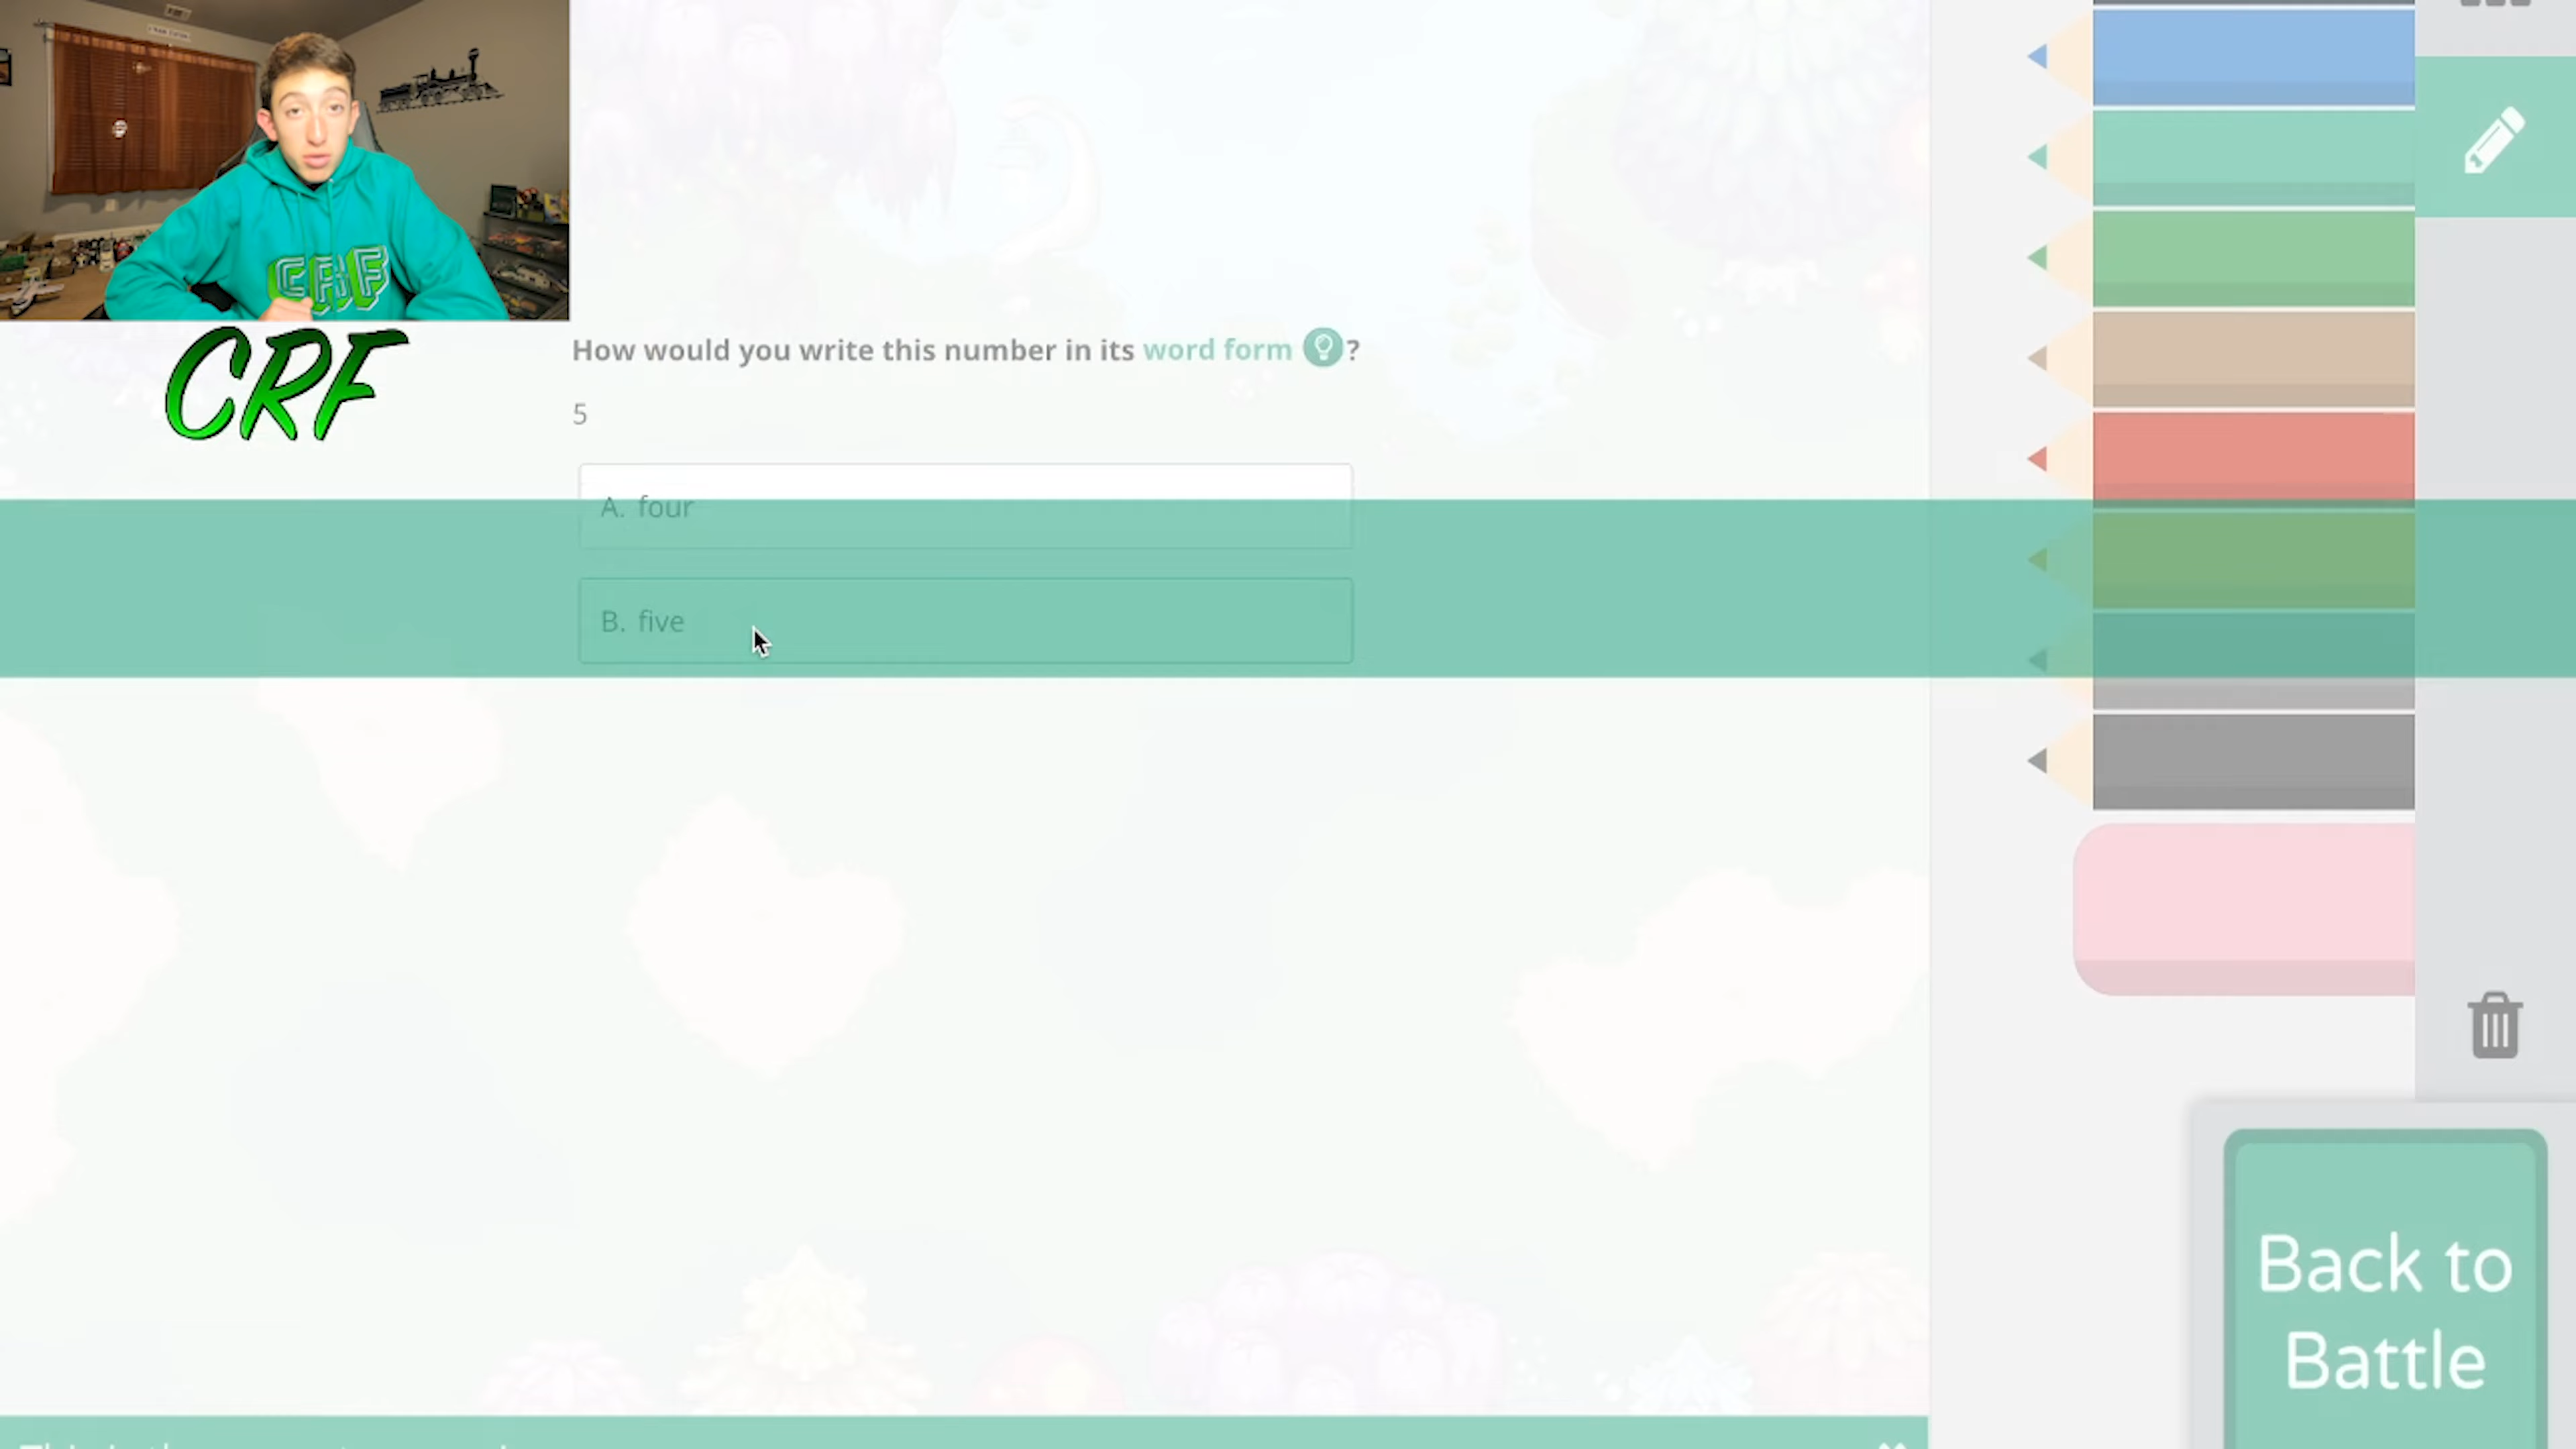 CRF
CRF
How would you write this number in its word form ?
5
A. four
B. five
Back to
Battle